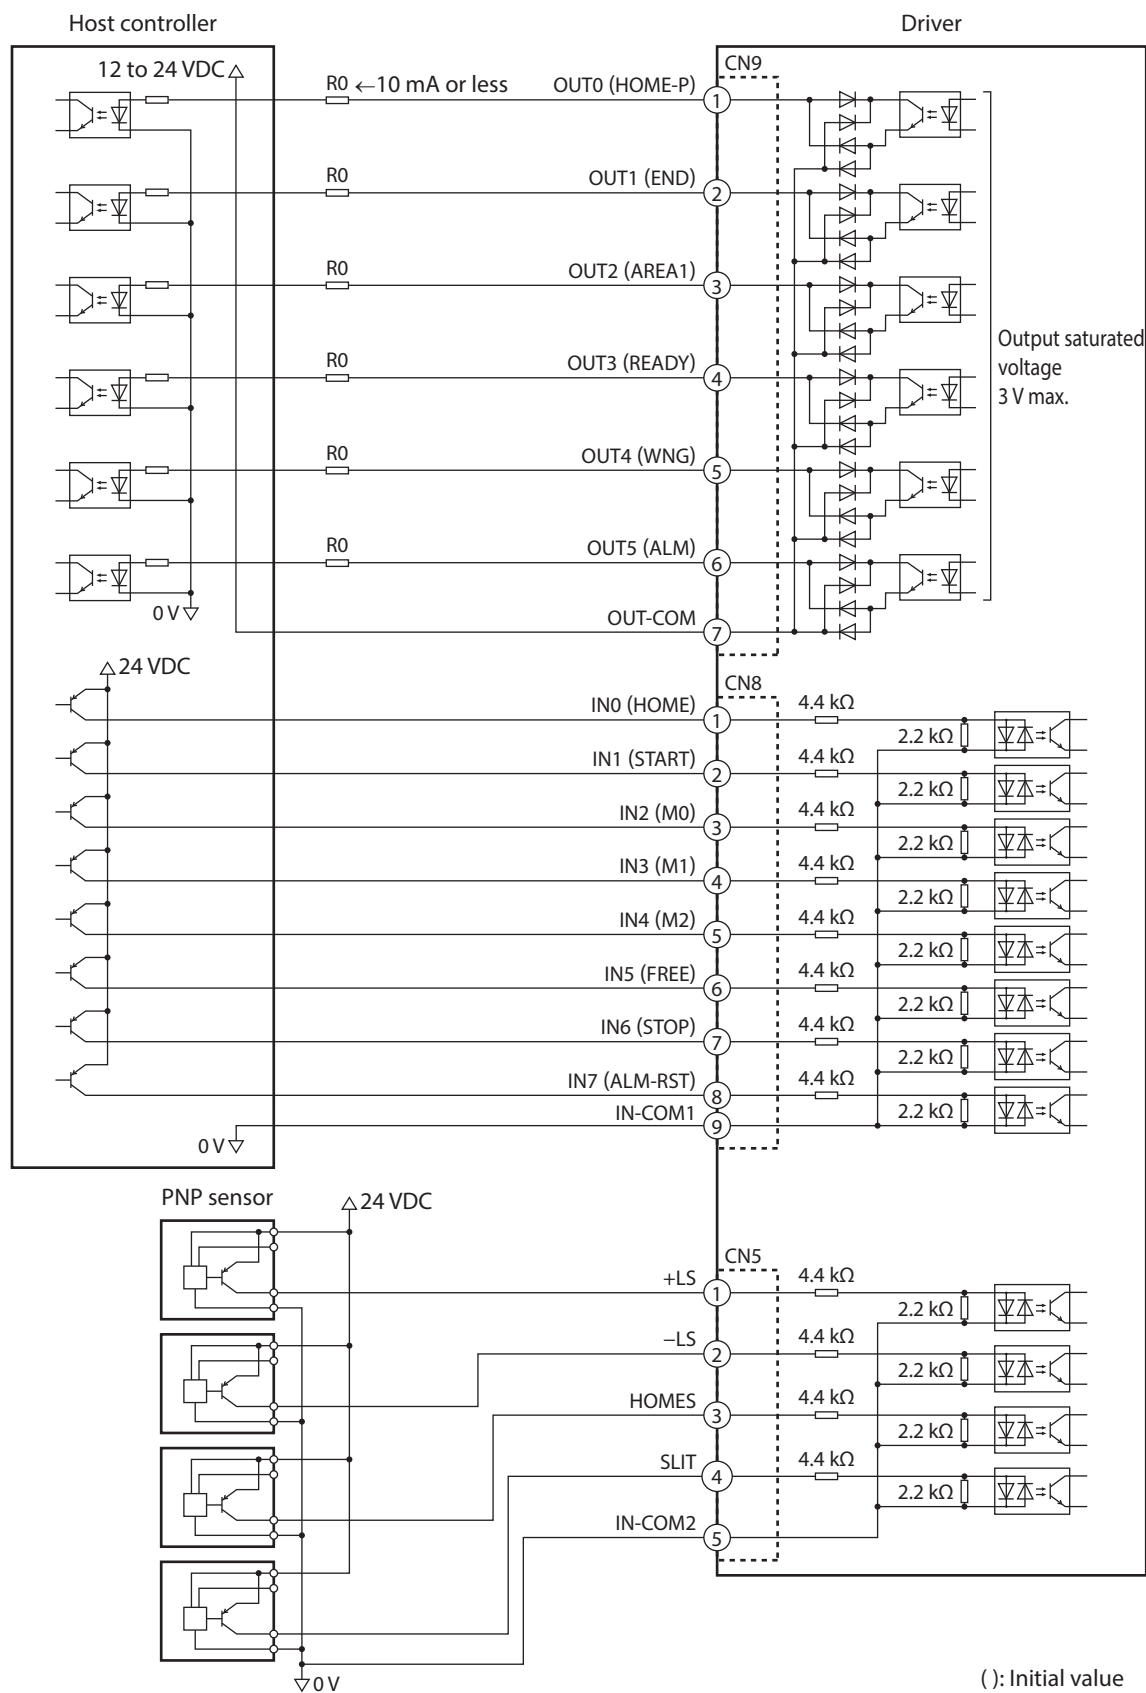 Host controller
Driver
12 to 24 VDC
R0 ←10 mA or less
OUT0 (HOME-P)
CN9
1
R0
OUT1 (END)
2
R0
OUT2 (AREA1)
3
Output saturated
voltage
3 V max.
R0
OUT3 (READY)
4
R0
OUT4 (WNG)
5
R0
OUT5 (ALM)
6
0 V
OUT-COM
7
24 VDC
CN8
IN0 (HOME)
1
4.4 kΩ
2.2 kΩ
IN1 (START)
2
4.4 kΩ
2.2 kΩ
IN2 (M0)
3
4.4 kΩ
2.2 kΩ
IN3 (M1)
4
4.4 kΩ
2.2 kΩ
IN4 (M2)
5
4.4 kΩ
2.2 kΩ
IN5 (FREE)
6
4.4 kΩ
2.2 kΩ
IN6 (STOP)
7
4.4 kΩ
2.2 kΩ
IN7 (ALM-RST)
8
4.4 kΩ
2.2 kΩ
IN-COM1
9
0 V
PNP sensor
24 VDC
CN5
+LS
1
4.4 kΩ
2.2 kΩ
−LS
2
4.4 kΩ
2.2 kΩ
HOMES
3
4.4 kΩ
2.2 kΩ
SLIT
4
4.4 kΩ
2.2 kΩ
IN-COM2
5
0 V
( ): Initial value